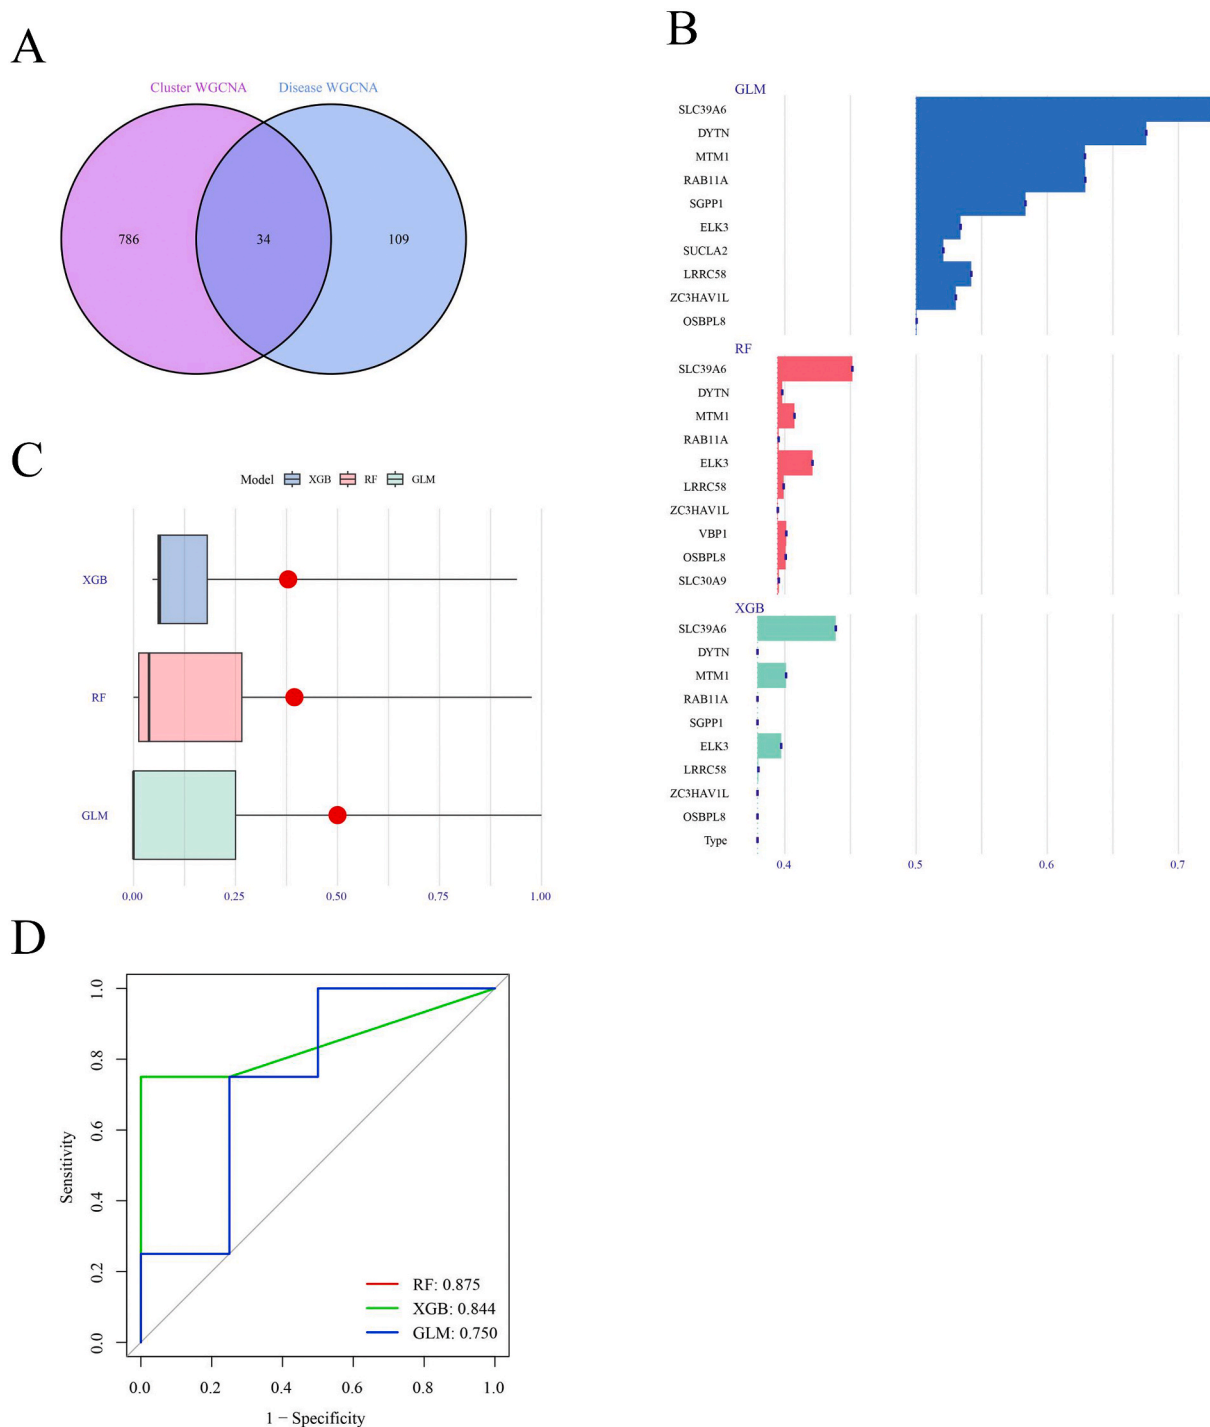 A
Cluster WGCNA Disease WGCNA
786 34 109
B
GLM
SLC39A6
DYTN
MTM1
RAB11A
SGPP1
ELK3
SUCLA2
LRRC58
ZC3HAV1L
OSBPL8
RF
SLC39A6
DYTN
MTM1
RAB11A
ELK3
LRRC58
ZC3HAV1L
VBP1
OSBPL8
SLC30A9
XGB
SLC39A6
DYTN
MTM1
RAB11A
SGPP1
ELK3
LRRC58
ZC3HAV1L
OSBPL8
Type
0.4 0.5 0.6 0.7
C
Model XGB RF GLM
XGB
RF
GLM
0.00 0.25 0.50 0.75 1.00
D
Sensitivity
1.0
0.8
0.6
0.4
0.2
0.0
RF: 0.875
XGB: 0.844
GLM: 0.750
0.0 0.2 0.4 0.6 0.8 1.0
1 − Specificity